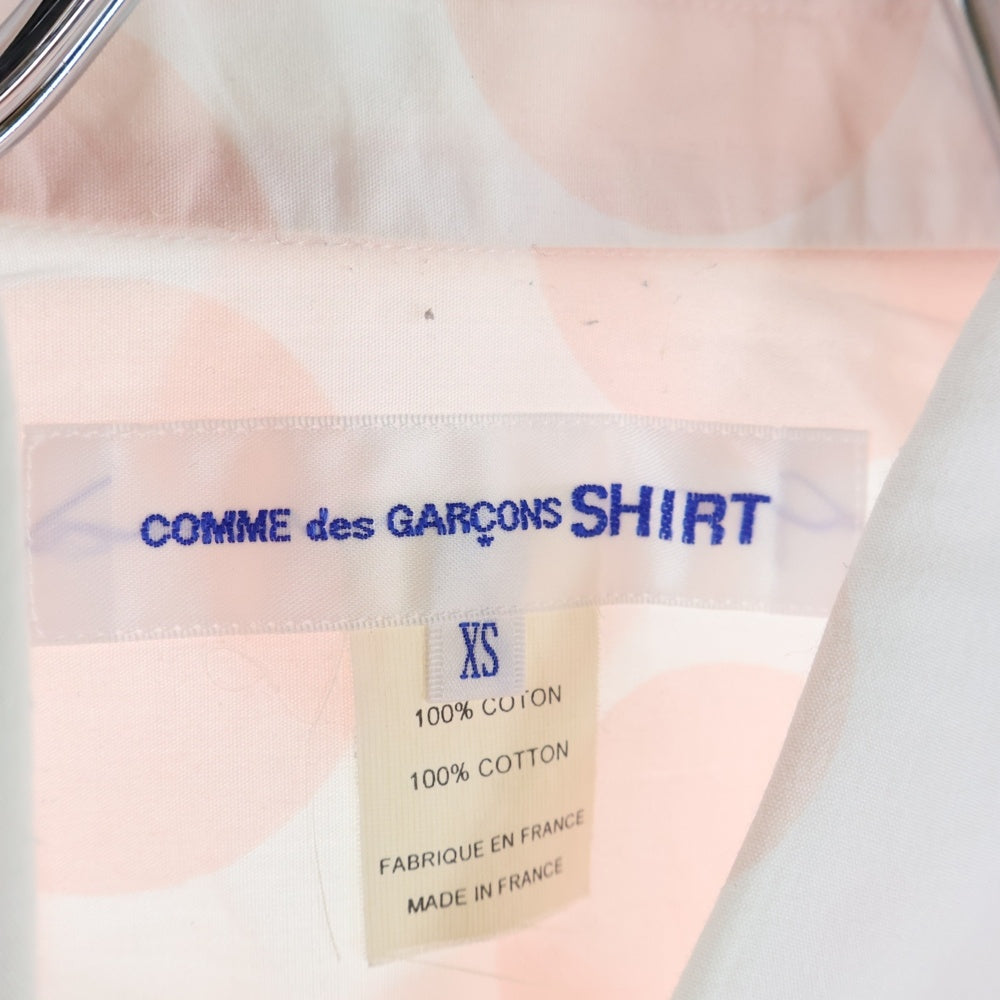 COMME des GARÇONS SHIRT
XS
100% COTON
100% COTTON
FABRIQUE EN FRANCE
MADE IN FRANCE